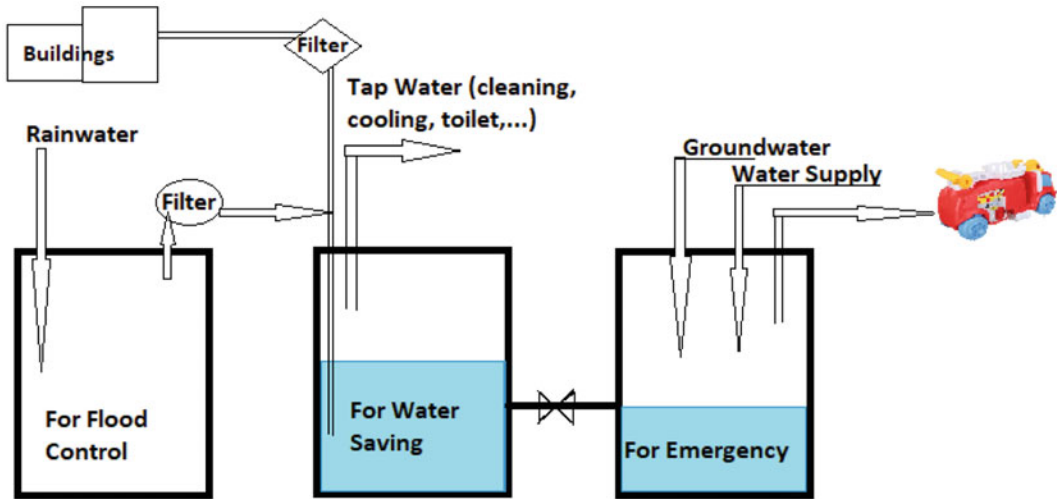 Buildings
Filter
Tap Water (cleaning,
cooling, toilet,...)
Rainwater
Filter
Groundwater
Water Supply
For Flood
Control
For Water
Saving
For Emergency